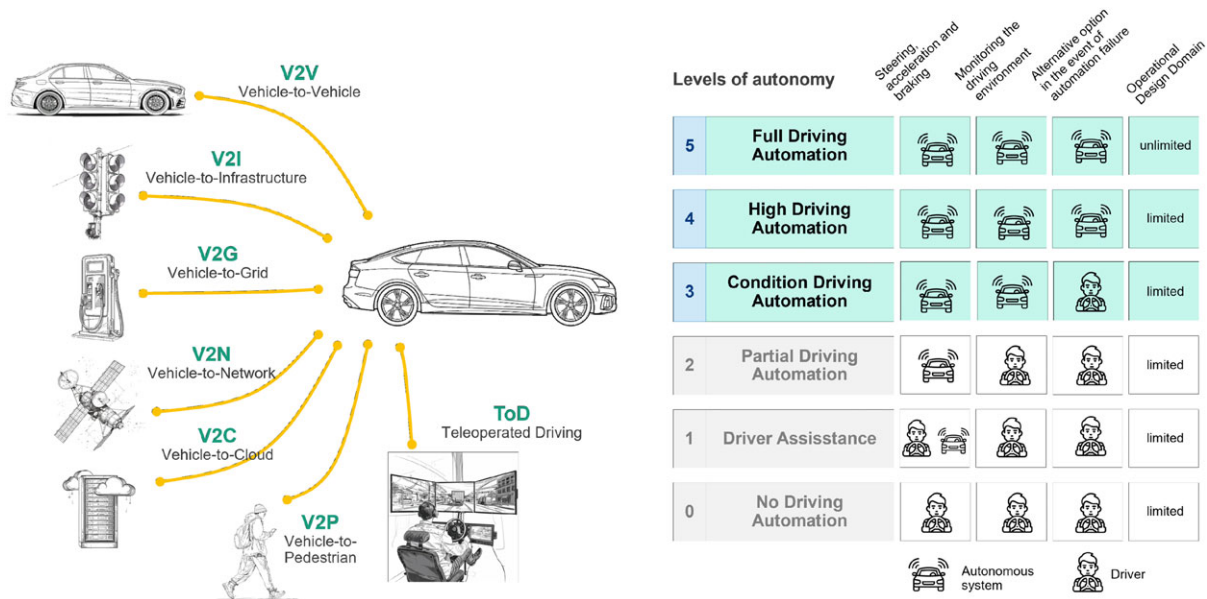 V2V
Vehicle-to-Vehicle
V2I
Vehicle-to-Infrastructure
V2G
Vehicle-to-Grid
V2N
Vehicle-to-Network
V2C
Vehicle-to-Cloud
V2P
Vehicle-to-
Pedestrian
ToD
Teleoperated Driving
Levels of autonomy
Steering,
acceleration and
braking
Monitoring the
driving
environment
Alternative option
in the event of
automation failure
Operational
Design Domain
5
Full Driving
Automation
unlimited
4
High Driving
Automation
limited
3
Condition Driving
Automation
limited
2
Partial Driving
Automation
limited
1
Driver Assisstance
limited
0
No Driving
Automation
limited
Autonomous
system
Driver